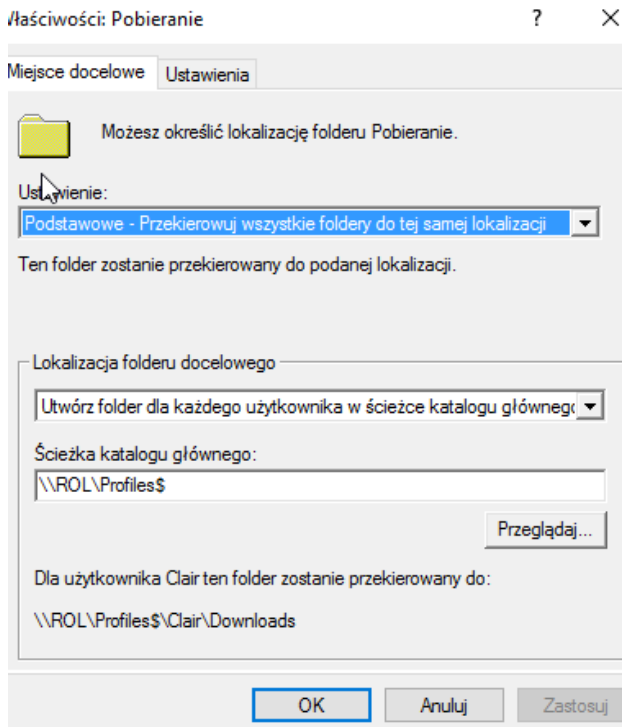 Właściwości: Pobieranie
Miejsce docelowe
Ustawienia
Możesz określić lokalizację folderu Pobieranie.
Ustawienie:
Podstawowe - Przekierowuj wszystkie foldery do tej samej lokalizacji
Ten folder zostanie przekierowany do podanej lokalizacji.
Lokalizacja folderu docelowego
Utwórz folder dla każdego użytkownika w ścieżce katalogu główneg
Ścieżka katalogu głównego:
\\ROL\Profiles$
Przeglądaj...
Dla użytkownika Clair ten folder zostanie przekierowany do:
\\ROL\Profiles$\Clair\Downloads
OK
Anuluj
Zastosuj